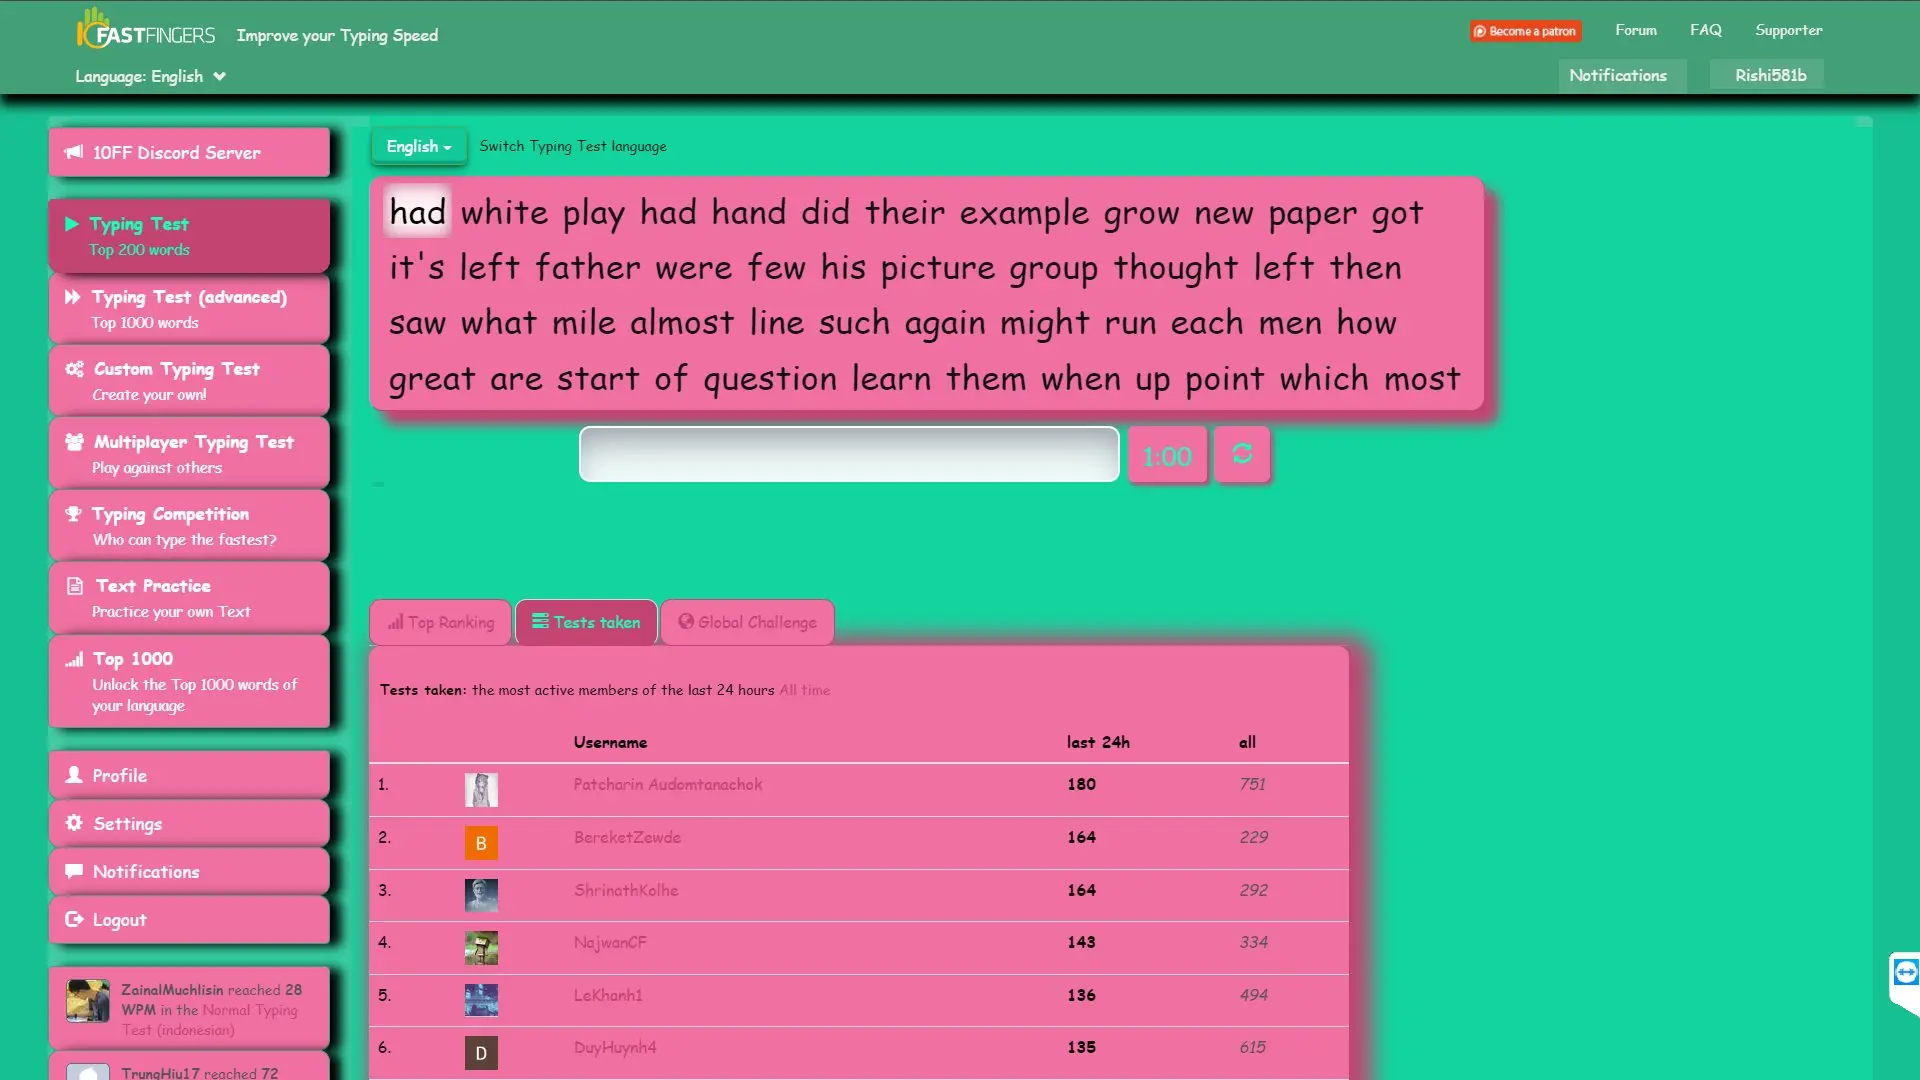 FASTFINGERS
Improve your Typing Speed
Become a patron
Forum
FAQ
Supporter
Language: English
Notifications
Rishi581b
10FF Discord Server
Typing Test
Top 200 words
Typing Test (advanced)
Top 1000 words
Custom Typing Test
Create your own!
Multiplayer Typing Test
Play against others
Typing Competition
Who can type the fastest?
Text Practice
Practice your own Text
Top 1000
Unlock the Top 1000 words of
your language
Profile
Settings
Notifications
Logout
ZainalMuchlisin reached 28
WPM in the Normal Typing
Test (indonesian)
TrungHiu17 reached 72
English
Switch Typing Test language
had white play had hand did their example grow new paper got
it's left father were few his picture group thought left then
saw what mile almost line such again might run each men how
great are start of question learn them when up point which most
1:00
Top Ranking
Tests taken
Global Challenge
Tests taken: the most active members of the last 24 hours All time
Username last 24h all
1. Patcharin Audomtanachok 180 751
2. B BereketZewde 164 229
3. ShrinathKolhe 164 292
4. NajwanCF 143 334
5. LeKhanh1 136 494
6. D DuyHuynh4 135 615